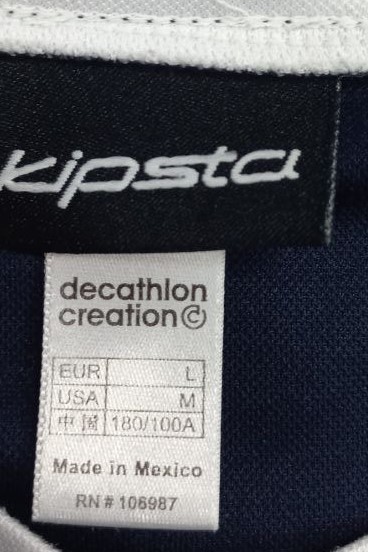 kipsta
decathlon
creation©
EUR L
USA M
中国 180/100A
Made in Mexico
RN # 106987